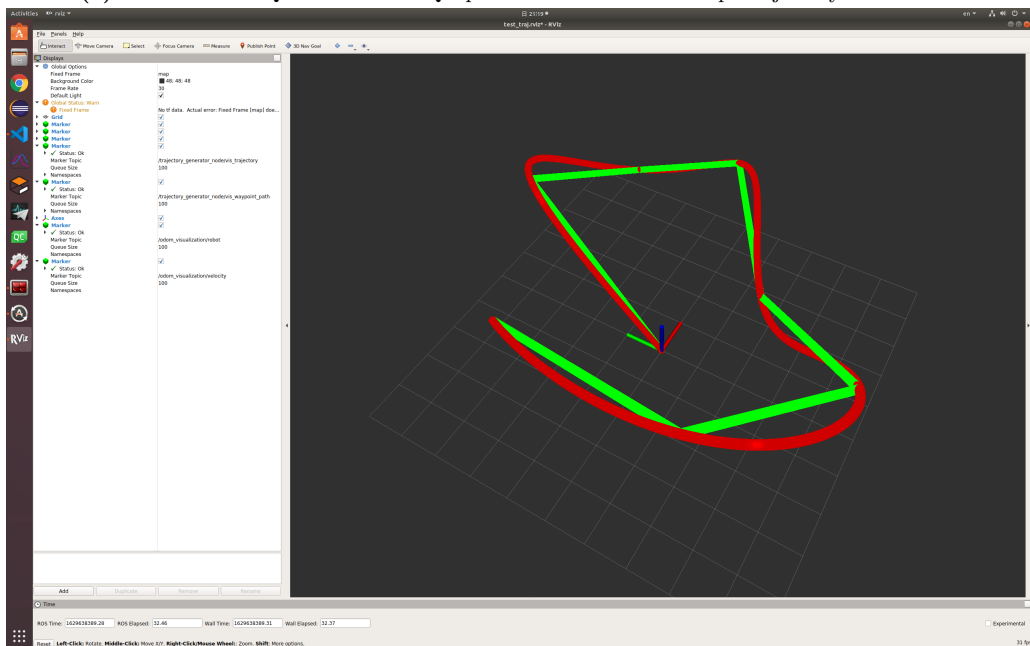 Activities
rviz ▾
日 21:19
en ▾
test_traj.rviz* - RViz
File Panels Help
Interact Move Camera Select Focus Camera Measure Publish Point 3D Nav Goal
Displays
Global Options
Fixed Frame map
Background Color 48; 48; 48
Frame Rate 30
Default Light
Global Status: Warn
Fixed Frame No tf data. Actual error: Fixed Frame [map] doe...
Grid
Marker
Marker
Marker
Marker
Status: Ok
Marker Topic /trajectory_generator_node/vis_trajectory
Queue Size 100
Namespaces
Marker
Status: Ok
Marker Topic /trajectory_generator_node/vis_waypoint_path
Queue Size 100
Namespaces
Axes
Marker
Status: Ok
Marker Topic /odom_visualization/robot
Queue Size 100
Namespaces
Marker
Status: Ok
Marker Topic /odom_visualization/velocity
Queue Size 100
Namespaces
QC
RViz
Add Duplicate Remove Rename
Time
ROS Time: 1629638389.28 ROS Elapsed: 32.46 Wall Time: 1629638389.31 Wall Elapsed: 32.37 Experimental
Reset Left-Click: Rotate. Middle-Click: Move X/Y. Right-Click/Mouse Wheel: Zoom. Shift: More options. 31 fps